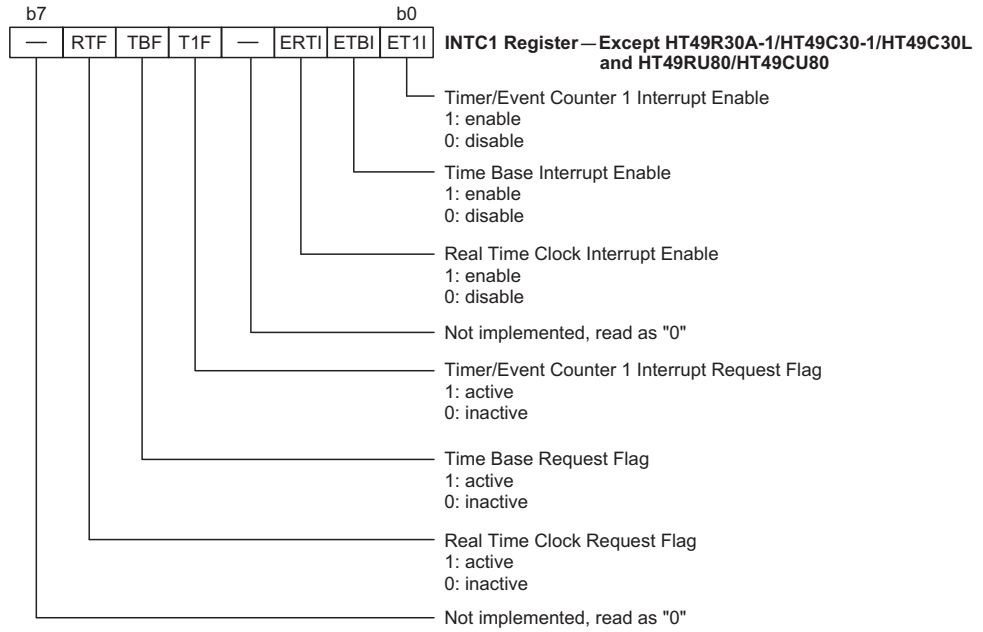 b7 b0
— RTF TBF T1F — ERTI ETBI ET1I INTC1 Register—Except HT49R30A-1/HT49C30-1/HT49C30L
and HT49RU80/HT49CU80
Timer/Event Counter 1 Interrupt Enable
1: enable
0: disable
Time Base Interrupt Enable
1: enable
0: disable
Real Time Clock Interrupt Enable
1: enable
0: disable
Not implemented, read as "0"
Timer/Event Counter 1 Interrupt Request Flag
1: active
0: inactive
Time Base Request Flag
1: active
0: inactive
Real Time Clock Request Flag
1: active
0: inactive
Not implemented, read as "0"